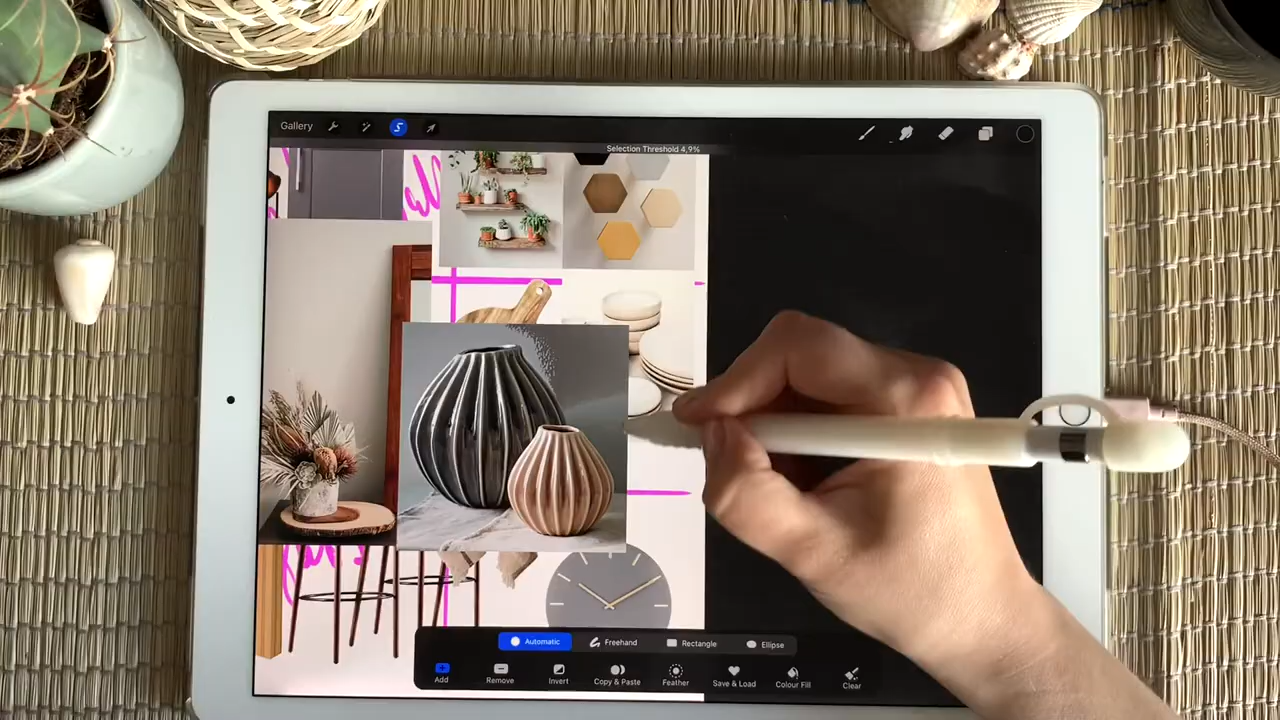 Gallery
Selection Threshold 4,9%
Automatic
Freehand
Rectangle
Ellipse
Add
Remove
Invert
Copy & Paste
Feather
Save & Load
Colour Fill
Clear